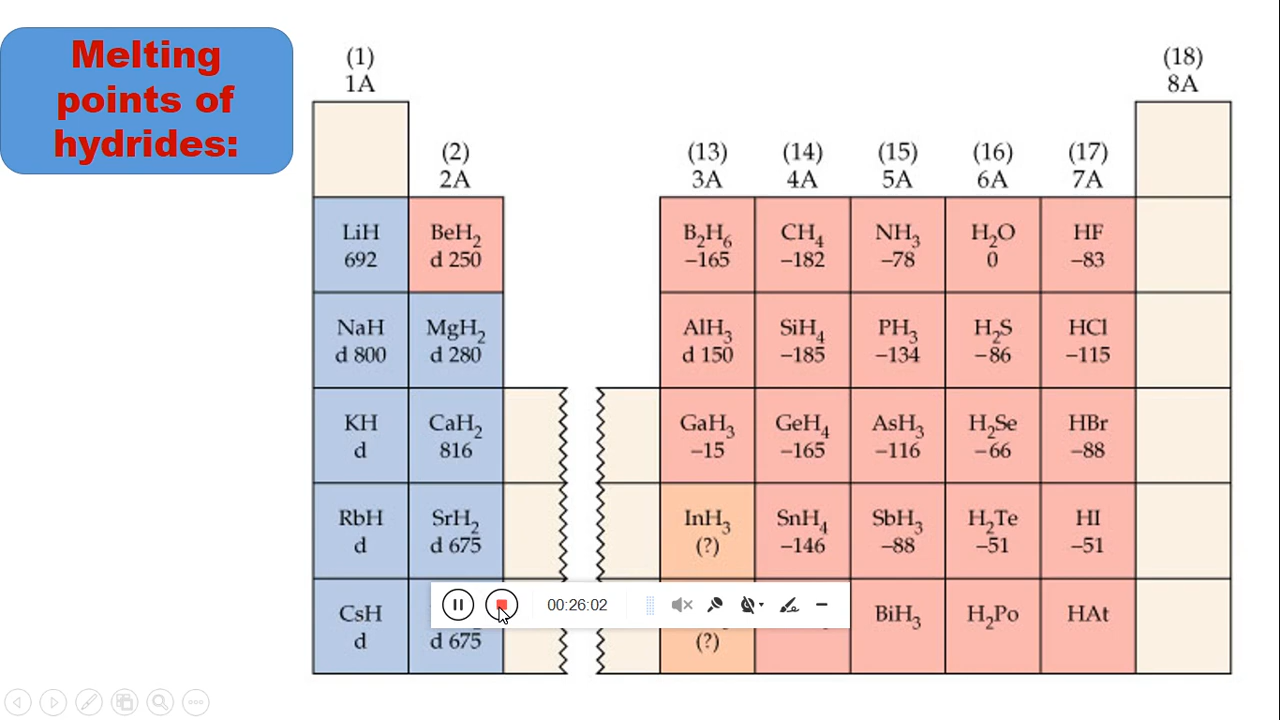 Melting
points of
hydrides:
(1)
1A
(18)
8A
(2)
2A
(13)
3A
(14)
4A
(15)
5A
(16)
6A
(17)
7A
LiH
692
BeH₂
d 250
B₂H₆
−165
CH₄
−182
NH₃
−78
H₂O
0
HF
−83
NaH
d 800
MgH₂
d 280
AlH₃
d 150
SiH₄
−185
PH₃
−134
H₂S
−86
HCl
−115
KH
d
CaH₂
816
GaH₃
−15
GeH₄
−165
AsH₃
−116
H₂Se
−66
HBr
−88
RbH
d
SrH₂
d 675
InH₃
(?)
SnH₄
−146
SbH₃
−88
H₂Te
−51
HI
−51
00:26:02
CsH
d
d 675
(?)
BiH₃
H₂Po
HAt